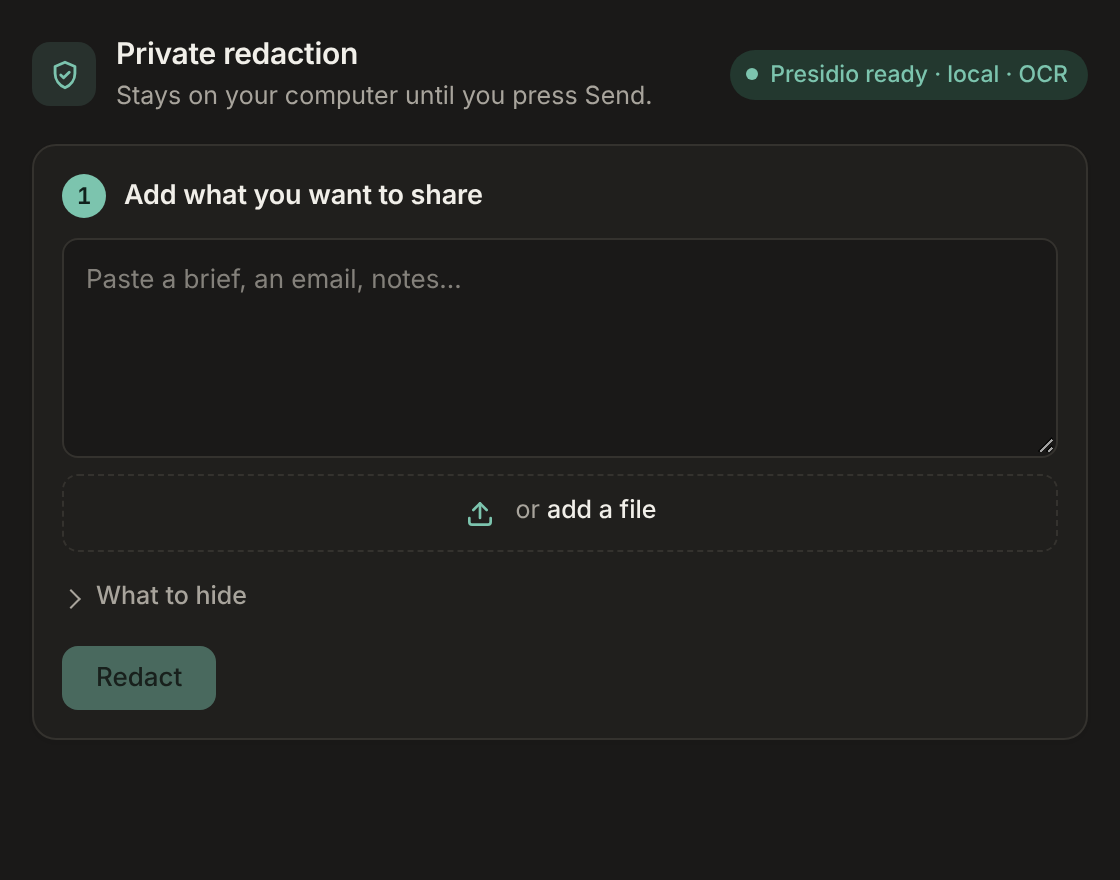 Private redaction
Stays on your computer until you press Send.
Presidio ready · local · OCR
1 Add what you want to share
Paste a brief, an email, notes...
or add a file
What to hide
Redact